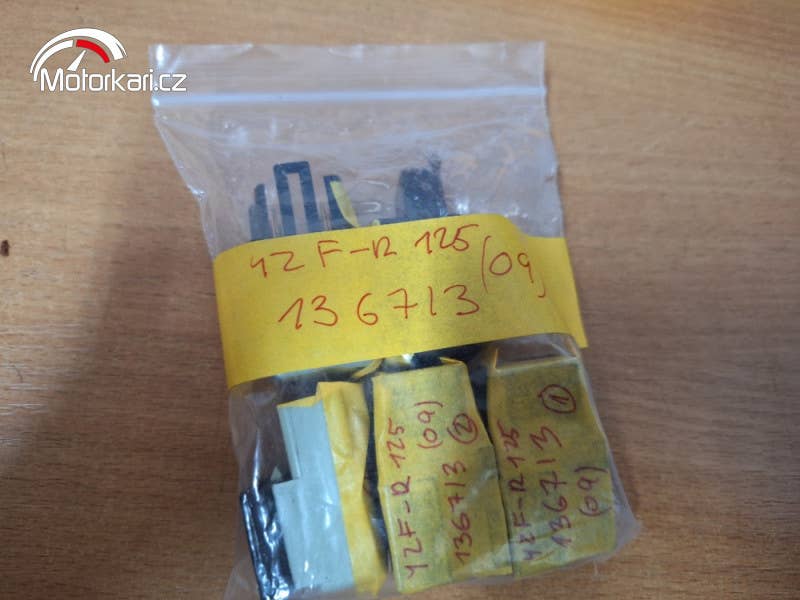 Motorkari.cz
YZF-R 125 (09)
136713
YZF-R 125
(09)
136713 ②
YZF-R 125
136713 ①
(09)